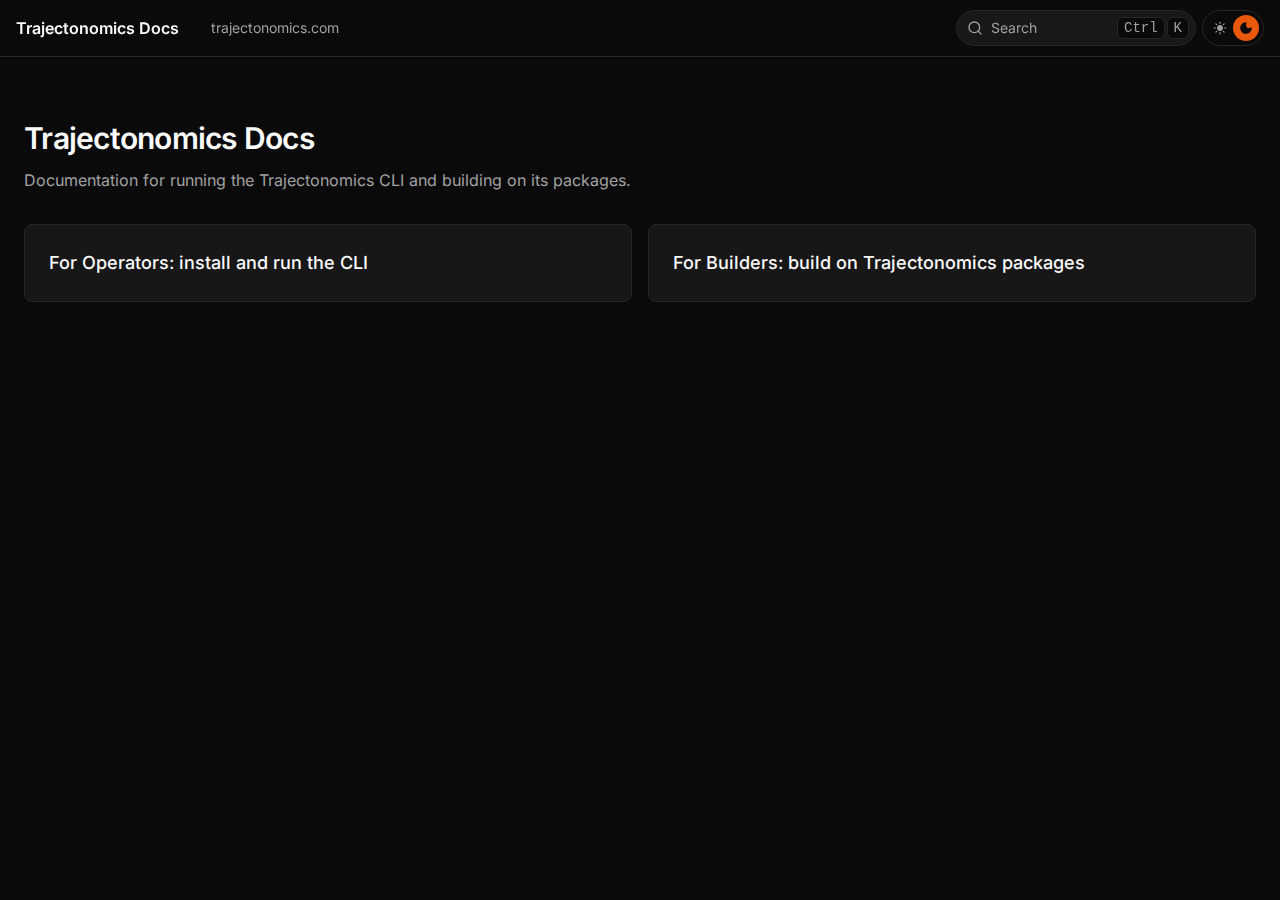 Trajectonomics Docs
trajectonomics.com
Search
Ctrl K
Trajectonomics Docs
Documentation for running the Trajectonomics CLI and building on its packages.
For Operators: install and run the CLI
For Builders: build on Trajectonomics packages